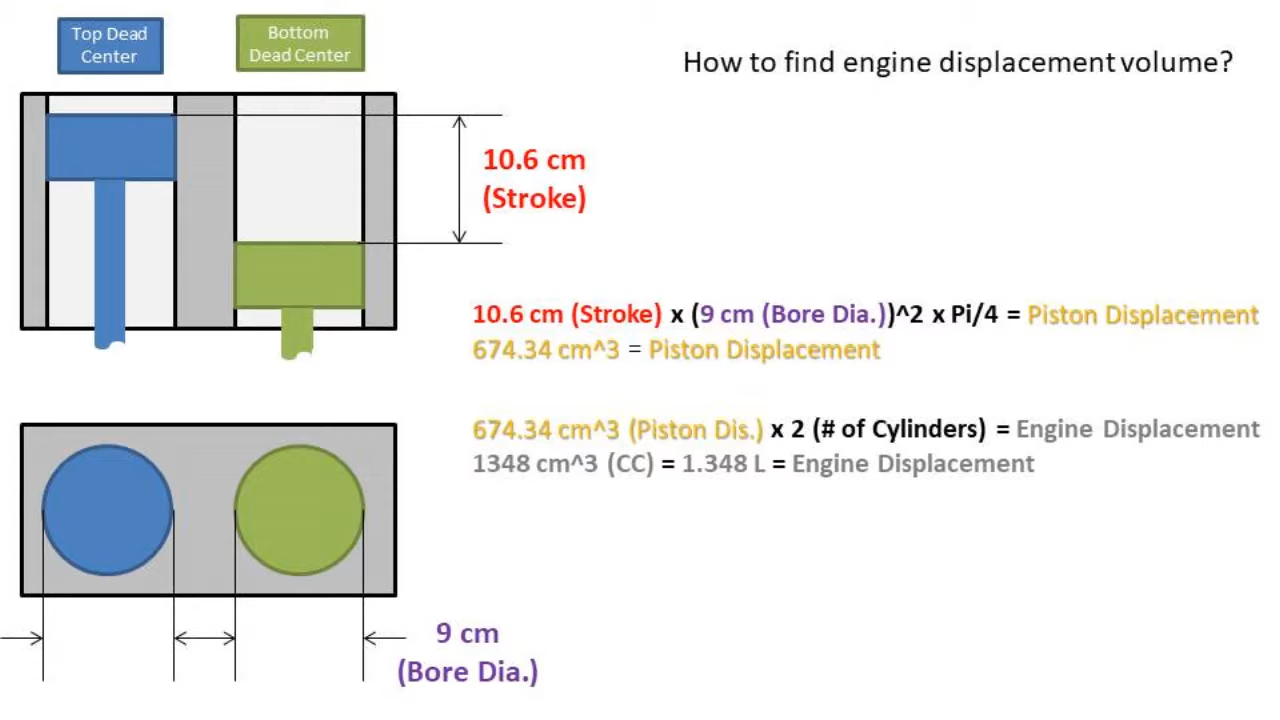 Top Dead
Center
Bottom
Dead Center
How to find engine displacement volume?
10.6 cm
(Stroke)
10.6 cm (Stroke) x (9 cm (Bore Dia.))^2 x Pi/4 = Piston Displacement
674.34 cm^3 = Piston Displacement
674.34 cm^3 (Piston Dis.) x 2 (# of Cylinders) = Engine Displacement
1348 cm^3 (CC) = 1.348 L = Engine Displacement
9 cm
(Bore Dia.)